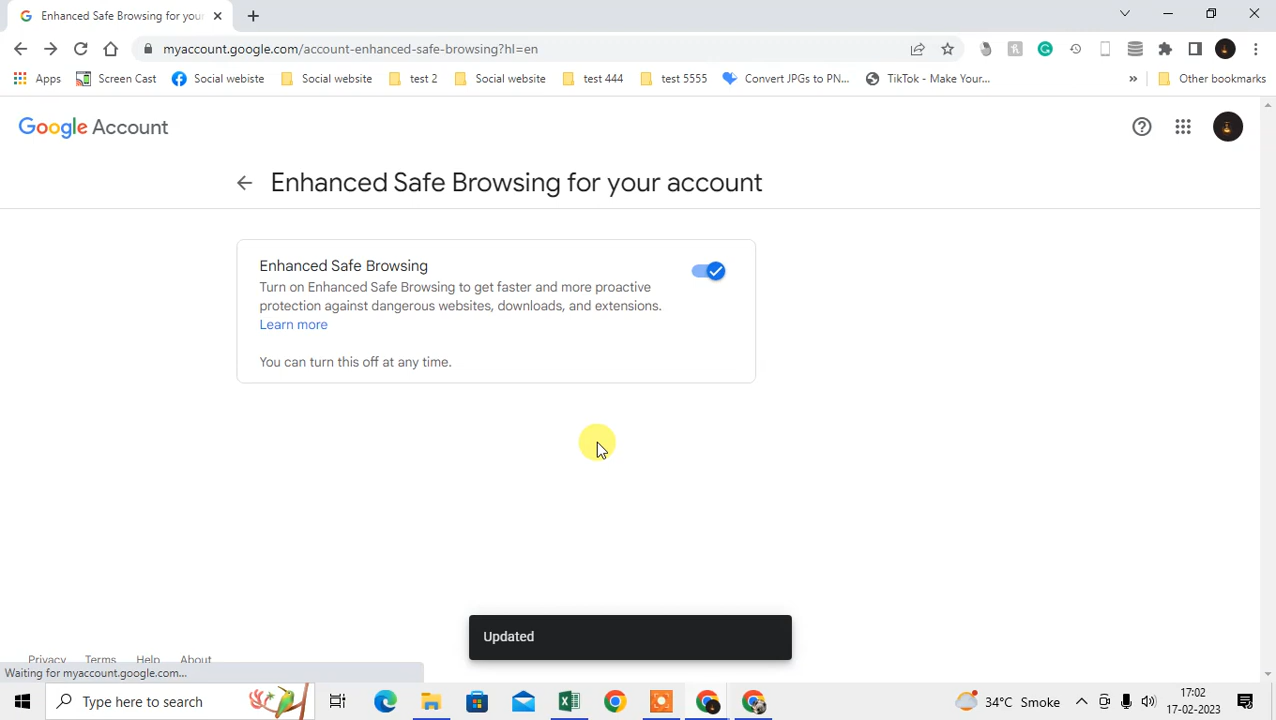 Enhanced Safe Browsing for your
myaccount.google.com/account-enhanced-safe-browsing?hl=en
Apps
Screen Cast
Social webiste
Social website
test 2
Social website
test 444
test 5555
Convert JPGs to PN...
TikTok - Make Your...
»
Other bookmarks
Google Account
Enhanced Safe Browsing for your account
Enhanced Safe Browsing
Turn on Enhanced Safe Browsing to get faster and more proactive
protection against dangerous websites, downloads, and extensions.
Learn more
You can turn this off at any time.
Updated
Privacy
Terms
Help
About
Waiting for myaccount.google.com...
Type here to search
34°C Smoke
17:02
17-02-2023